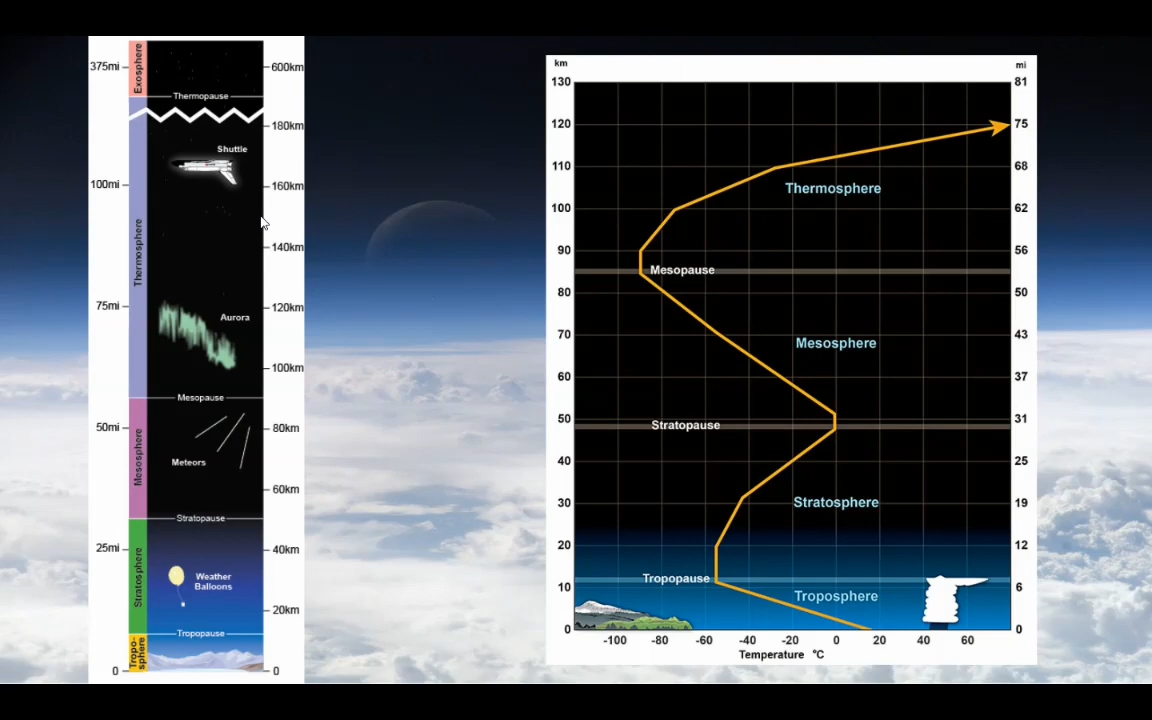 375mi
100mi
75mi
50mi
25mi
0
Exosphere
Thermosphere
Mesosphere
Stratosphere
Tropo-
sphere
Thermopause
Shuttle
Aurora
Mesopause
Meteors
Stratopause
Weather
Balloons
Tropopause
600km
180km
160km
140km
120km
100km
80km
60km
40km
20km
0
km
130
120
110
100
90
80
70
60
50
40
30
20
10
0
Thermosphere
Mesopause
Mesosphere
Stratopause
Stratosphere
Tropopause
Troposphere
mi
81
75
68
62
56
50
43
37
31
25
19
12
6
0
-100 -80 -60 -40 -20 0 20 40 60
Temperature °C